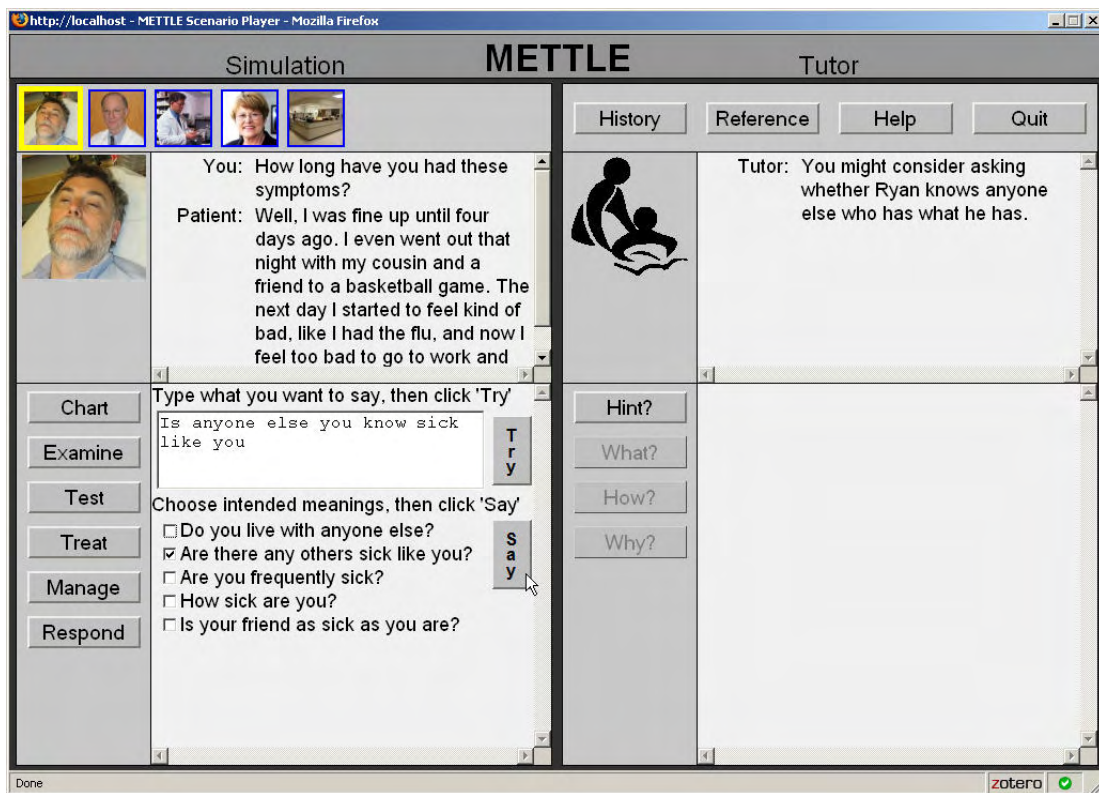 http://localhost - METTLE Scenario Player - Mozilla Firefox
Simulation
METTLE
Tutor
History
Reference
Help
Quit
You: How long have you had these
symptoms?
Patient: Well, I was fine up until four
days ago. I even went out that
night with my cousin and a
friend to a basketball game. The
next day I started to feel kind of
bad, like I had the flu, and now I
feel too bad to go to work and
Tutor: You might consider asking
whether Ryan knows anyone
else who has what he has.
Chart
Examine
Test
Treat
Manage
Respond
Type what you want to say, then click 'Try'
Is anyone else you know sick
like you
Try
Choose intended meanings, then click 'Say'
Do you live with anyone else?
Are there any others sick like you?
Are you frequently sick?
How sick are you?
Is your friend as sick as you are?
Say
Hint?
What?
How?
Why?
Done
zotero